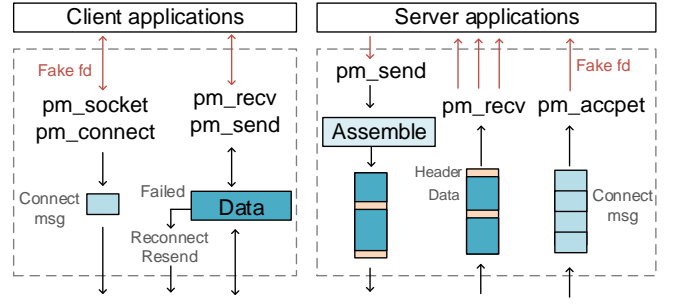 Client applications
Fake fd
pm_socket
pm_connect
pm_recv
pm_send
Connect
msg
Failed
Data
Reconnect
Resend
Server applications
pm_send
Fake fd
pm_recv
pm_accpet
Assemble
Header
Data
Connect
msg